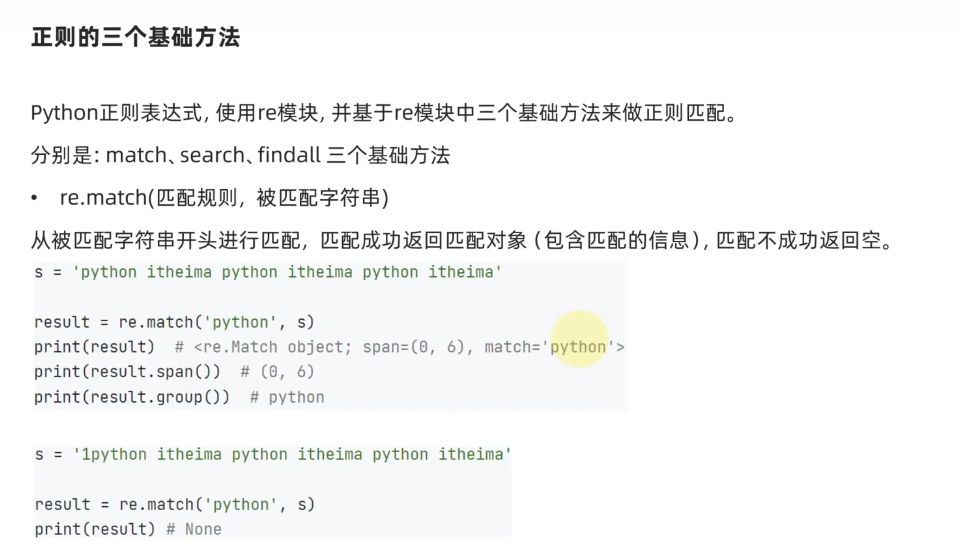 正则的三个基础方法
Python正则表达式, 使用re模块, 并基于re模块中三个基础方法来做正则匹配。
分别是: match、search、findall 三个基础方法
• re.match(匹配规则, 被匹配字符串)
从被匹配字符串开头进行匹配, 匹配成功返回匹配对象 (包含匹配的信息), 匹配不成功返回空。
s = 'python itheima python itheima python itheima'
result = re.match('python', s)
print(result)  # <re.Match object; span=(0, 6), match='python'>
print(result.span())  # (0, 6)
print(result.group())  # python
s = '1python itheima python itheima python itheima'
result = re.match('python', s)
print(result) # None